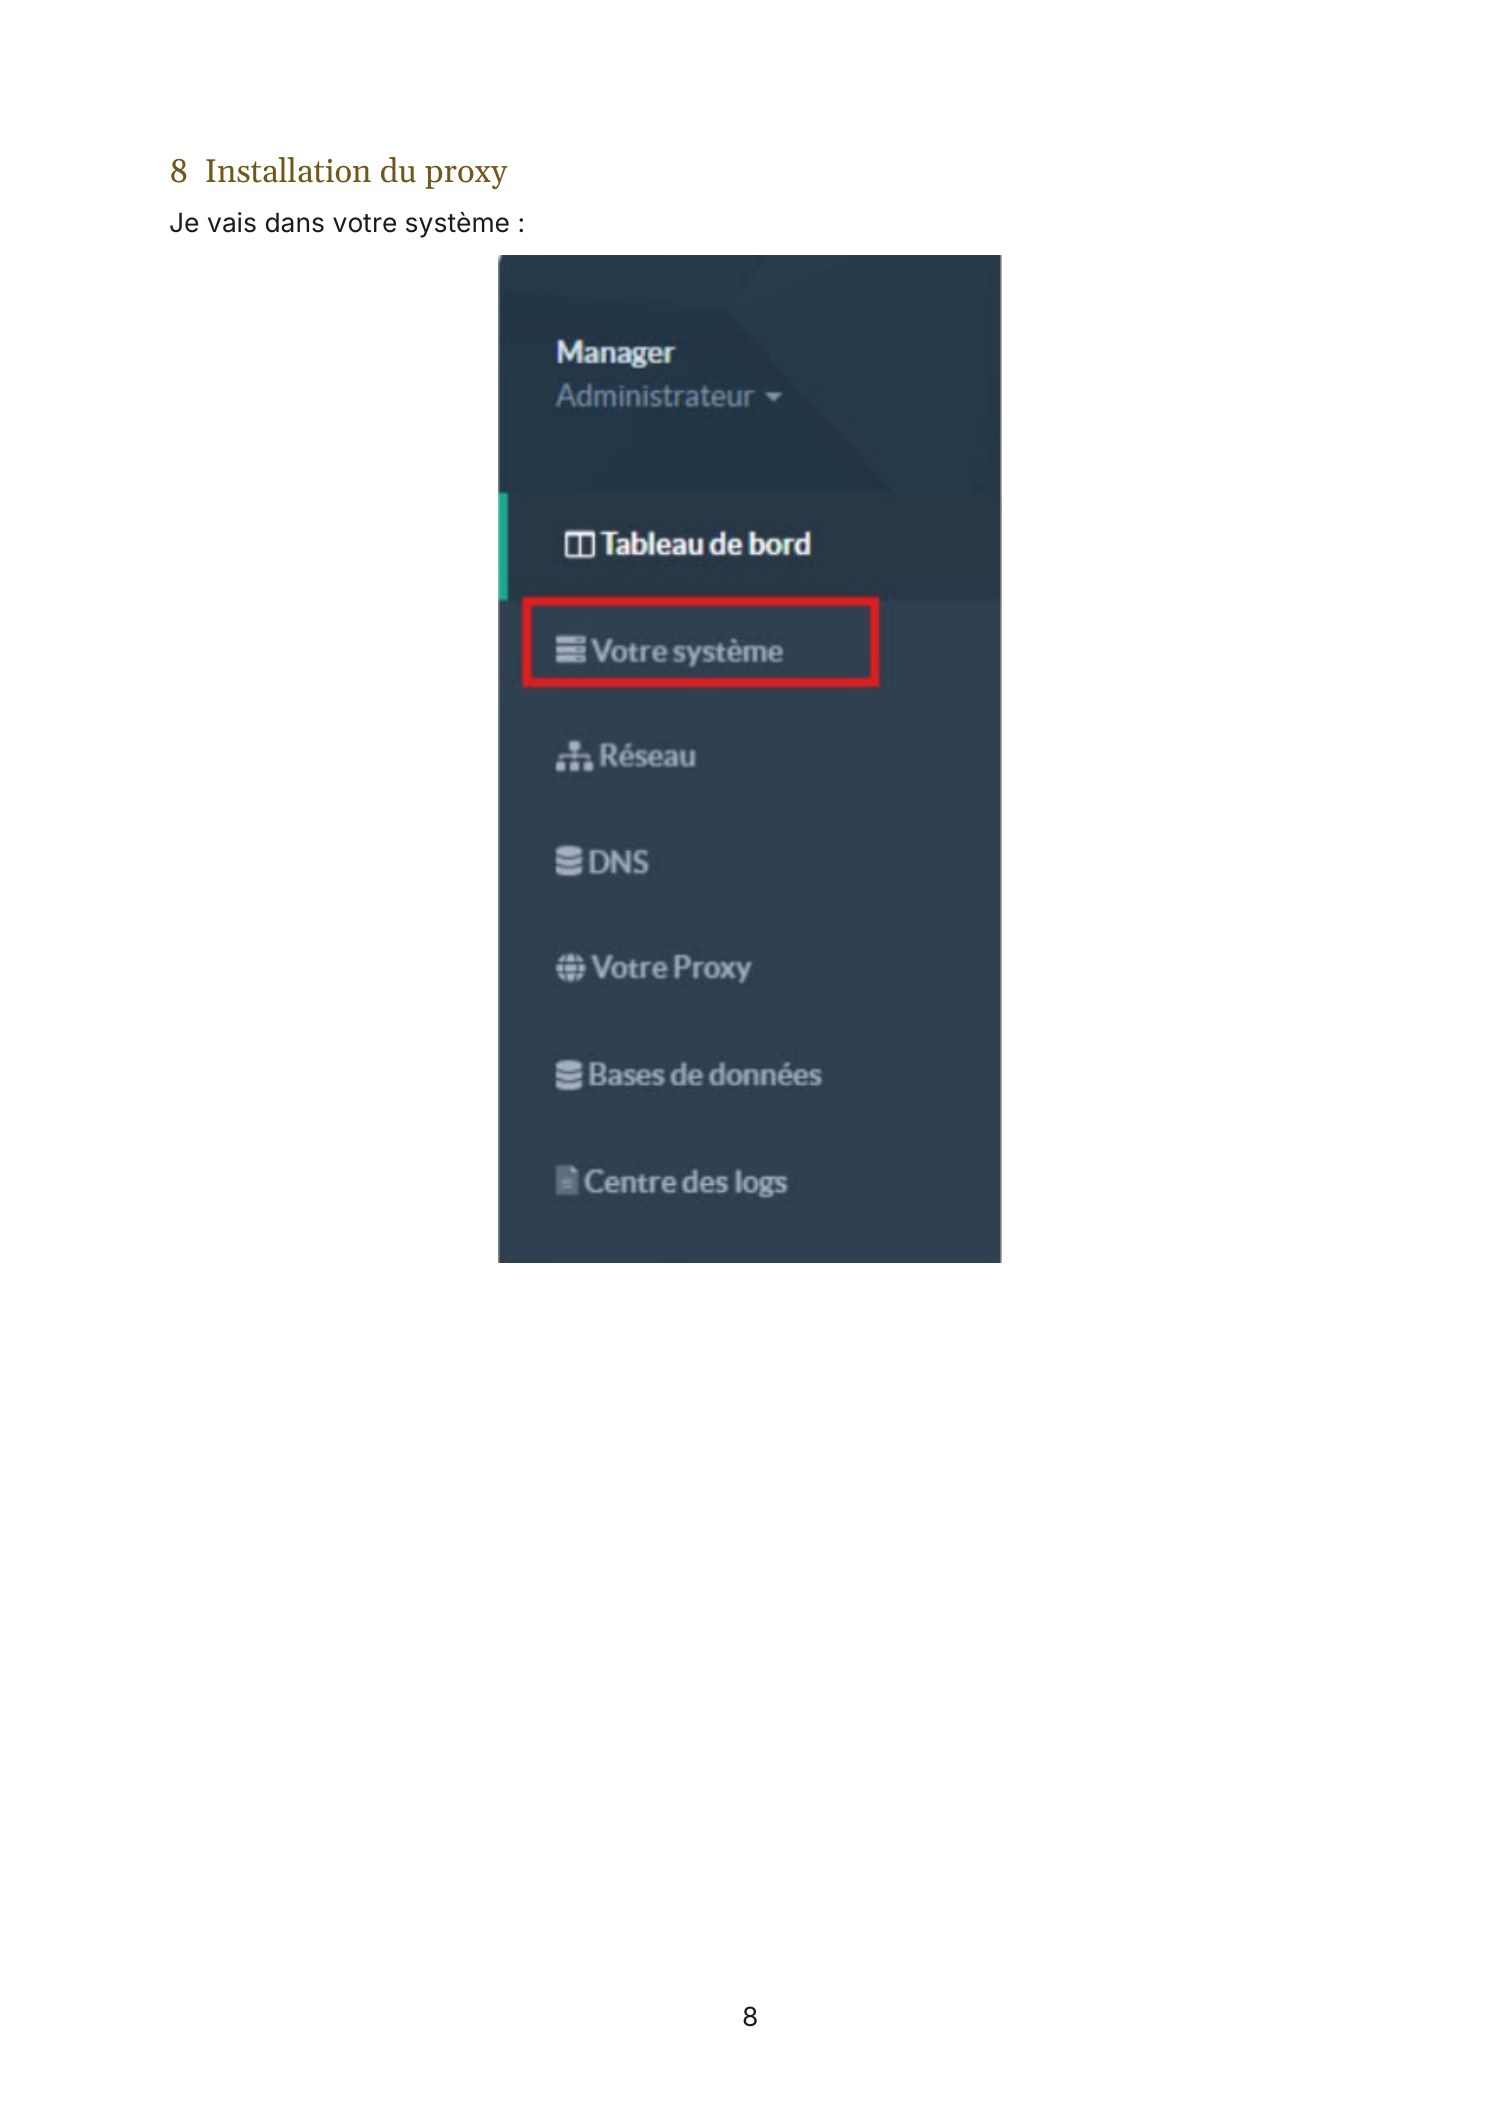 8 Installation du proxy
Je vais dans votre système :
Manager
Administrateur
Tableau de bord
Votre système
Réseau
DNS
Votre Proxy
Bases de données
Centre des logs
8